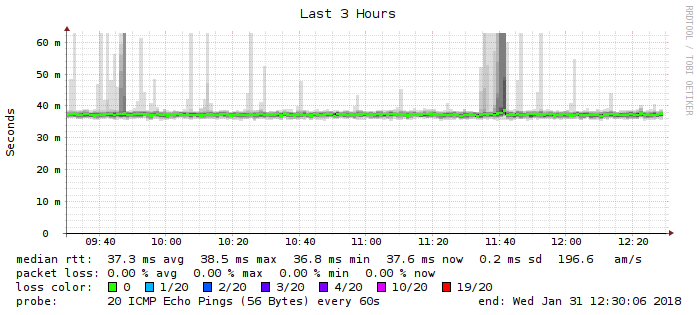 Last 3 Hours
RRDTOOL / TOBI OETIKER
Seconds
60 m
50 m
40 m
30 m
20 m
10 m
0
09:40 10:00 10:20 10:40 11:00 11:20 11:40 12:00 12:20
median rtt: 37.3 ms avg 38.5 ms max 36.8 ms min 37.6 ms now 0.2 ms sd 196.6 am/s
packet loss: 0.00 % avg 0.00 % max 0.00 % min 0.00 % now
loss color: 0 1/20 2/20 3/20 4/20 10/20 19/20
probe: 20 ICMP Echo Pings (56 Bytes) every 60s end: Wed Jan 31 12:30:06 2018